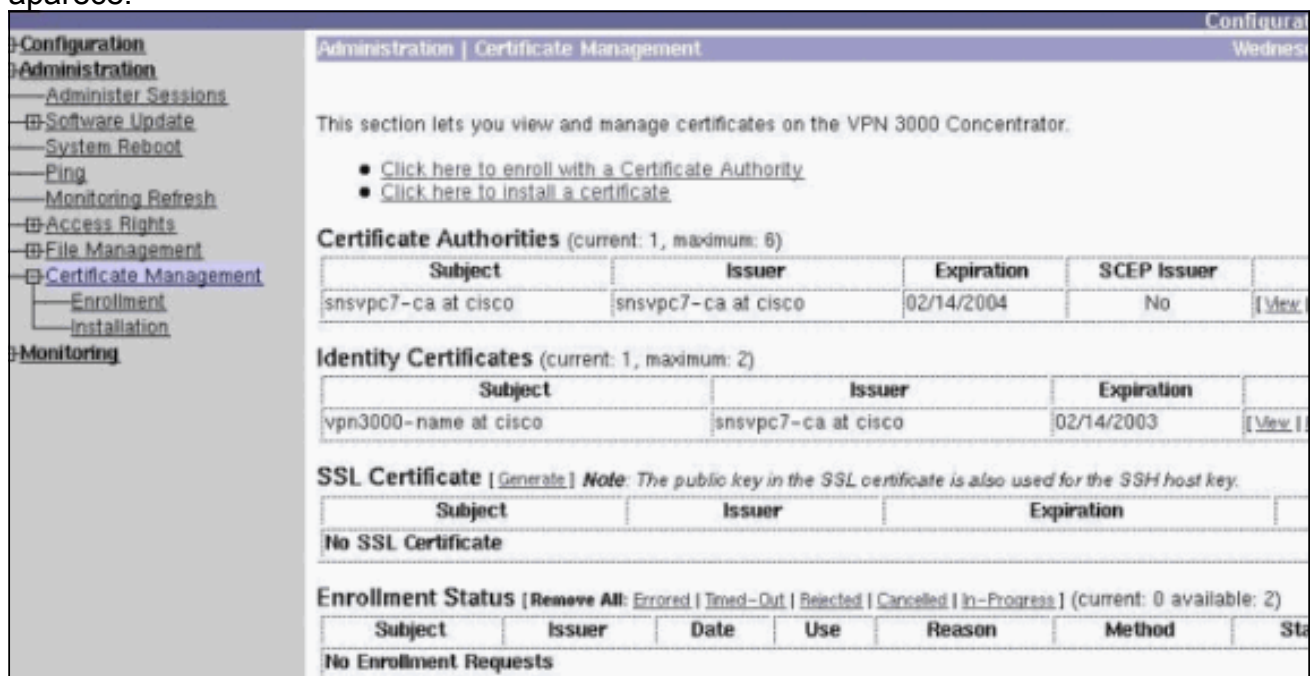 aparece.
Configurat
Configuration
Administration
Administer Sessions
Software Update
System Reboot
Ping
Monitoring Refresh
Access Rights
File Management
Certificate Management
Enrollment
Installation
Monitoring
Administration | Certificate Management
Wednes
This section lets you view and manage certificates on the VPN 3000 Concentrator.
Click here to enroll with a Certificate Authority
Click here to install a certificate
Certificate Authorities (current: 1, maximum: 6)
Subject Issuer Expiration SCEP Issuer
snsvpc7-ca at cisco snsvpc7-ca at cisco 02/14/2004 No [ View |
Identity Certificates (current: 1, maximum: 2)
Subject Issuer Expiration
vpn3000-name at cisco snsvpc7-ca at cisco 02/14/2003 [ View |
SSL Certificate [ Generate ] Note: The public key in the SSL certificate is also used for the SSH host key.
Subject Issuer Expiration
No SSL Certificate
Enrollment Status [ Remove All: Errored | Timed-Out | Rejected | Cancelled | In-Progress ] (current: 0 available: 2)
Subject Issuer Date Use Reason Method Sta
No Enrollment Requests